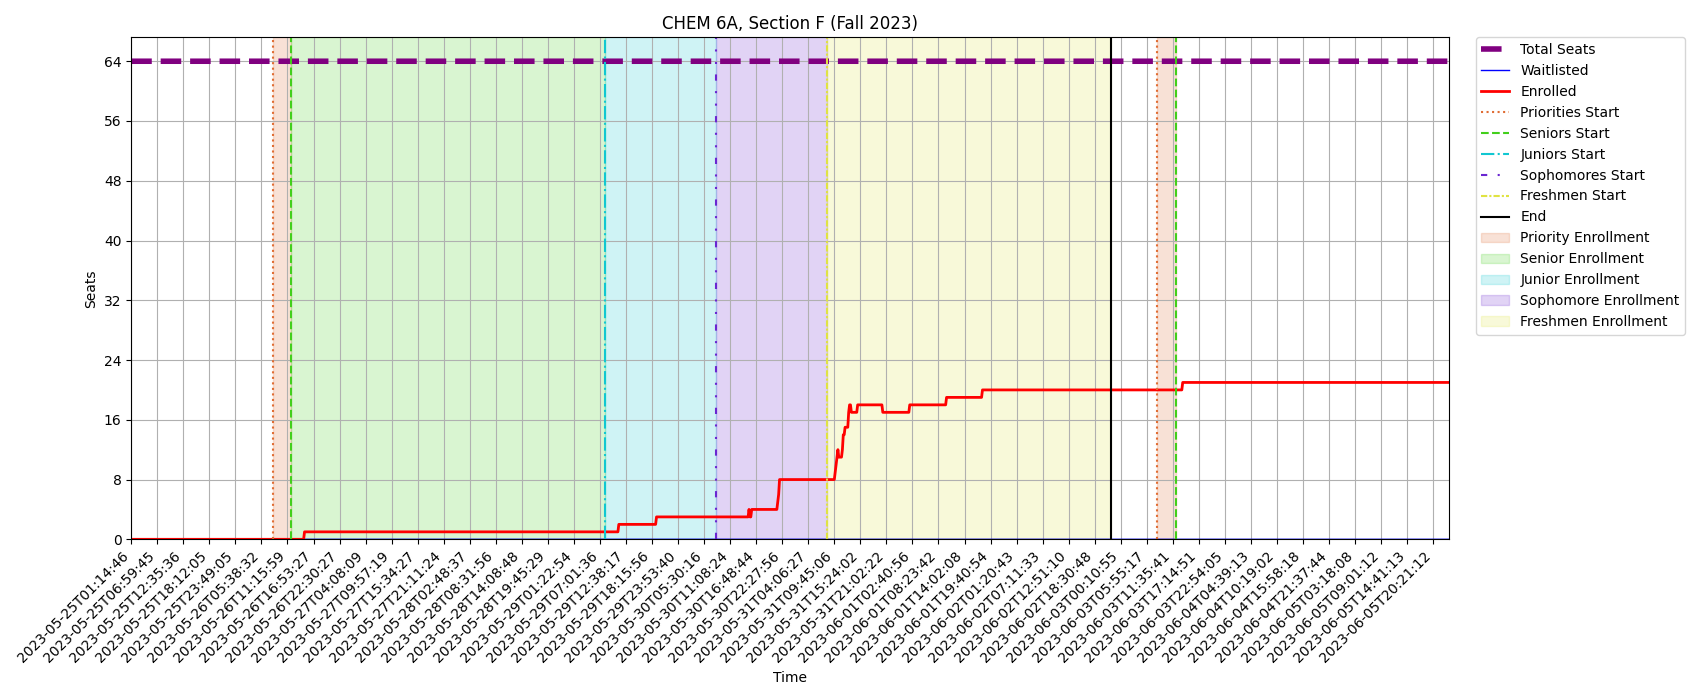 CHEM 6A, Section F (Fall 2023)
Total Seats
Waitlisted
Enrolled
Priorities Start
Seniors Start
Juniors Start
Sophomores Start
Freshmen Start
End
Priority Enrollment
Senior Enrollment
Junior Enrollment
Sophomore Enrollment
Freshmen Enrollment
Seats
64
56
48
40
32
24
16
8
0
2023-05-25T01:14:46
2023-05-25T06:59:45
2023-05-25T12:35:36
2023-05-25T18:12:05
2023-05-25T23:49:05
2023-05-26T05:38:32
2023-05-26T11:15:59
2023-05-26T16:53:27
2023-05-26T22:30:27
2023-05-27T04:08:09
2023-05-27T09:57:19
2023-05-27T15:34:27
2023-05-27T21:11:24
2023-05-28T02:48:37
2023-05-28T08:31:56
2023-05-28T14:08:48
2023-05-28T19:45:29
2023-05-29T01:22:54
2023-05-29T07:01:36
2023-05-29T12:38:17
2023-05-29T18:15:56
2023-05-29T23:53:40
2023-05-30T05:30:16
2023-05-30T11:08:24
2023-05-30T16:48:44
2023-05-30T22:27:56
2023-05-31T04:06:27
2023-05-31T09:45:06
2023-05-31T15:24:02
2023-05-31T21:02:22
2023-06-01T02:40:56
2023-06-01T08:23:42
2023-06-01T14:02:08
2023-06-01T19:40:54
2023-06-02T01:20:43
2023-06-02T07:11:33
2023-06-02T12:51:10
2023-06-02T18:30:48
2023-06-03T00:10:55
2023-06-03T05:55:17
2023-06-03T11:35:41
2023-06-03T17:14:51
2023-06-03T22:54:05
2023-06-04T04:39:13
2023-06-04T10:19:02
2023-06-04T15:58:18
2023-06-04T21:37:44
2023-06-05T03:18:08
2023-06-05T09:01:12
2023-06-05T14:41:13
2023-06-05T20:21:12
Time